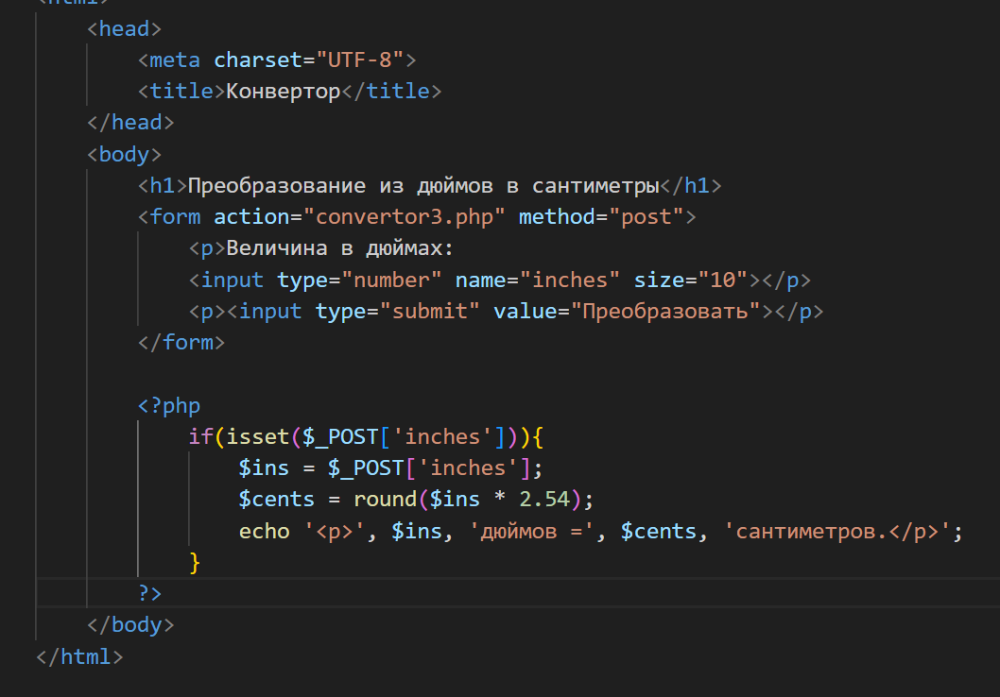 <html>
<head>
<meta charset="UTF-8">
<title>Конвертор</title>
</head>
<body>
<h1>Преобразование из дюймов в сантиметры</h1>
<form action="convertor3.php" method="post">
<p>Величина в дюймах:
<input type="number" name="inches" size="10"></p>
<p><input type="submit" value="Преобразовать"></p>
</form>
<?php
if(isset($_POST['inches'])){
$ins = $_POST['inches'];
$cents = round($ins * 2.54);
echo '<p>', $ins, 'дюймов =', $cents, 'сантиметров.</p>';
}
?>
</body>
</html>